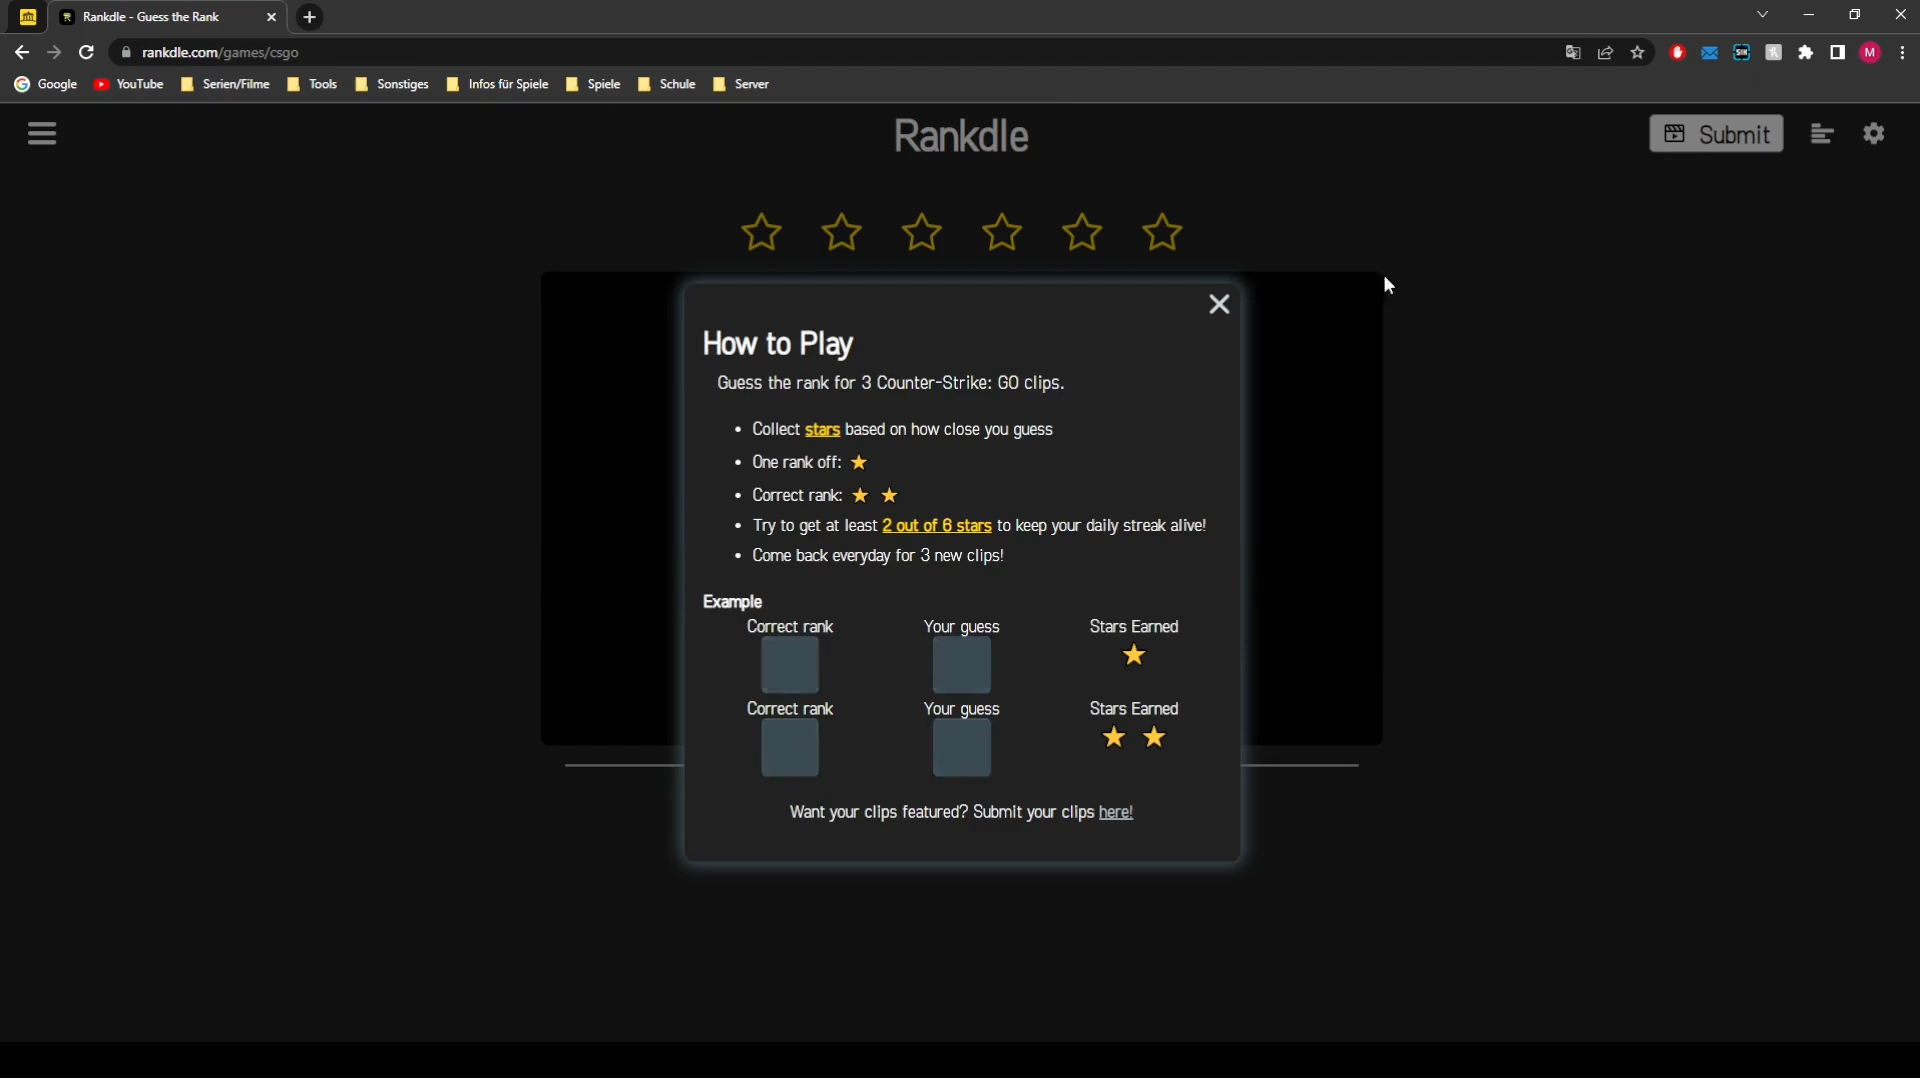 Rankdle - Guess the Rank
rankdle.com/games/csgo
M
Google YouTube Serien/Filme Tools Sonstiges Infos für Spiele Spiele Schule Server
Rankdle
Submit
How to Play
Guess the rank for 3 Counter-Strike: GO clips.
• Collect stars based on how close you guess
• One rank off:
• Correct rank:
• Try to get at least 2 out of 6 stars to keep your daily streak alive!
• Come back everyday for 3 new clips!
Example
Correct rank Your guess Stars Earned
Correct rank Your guess Stars Earned
Want your clips featured? Submit your clips here!